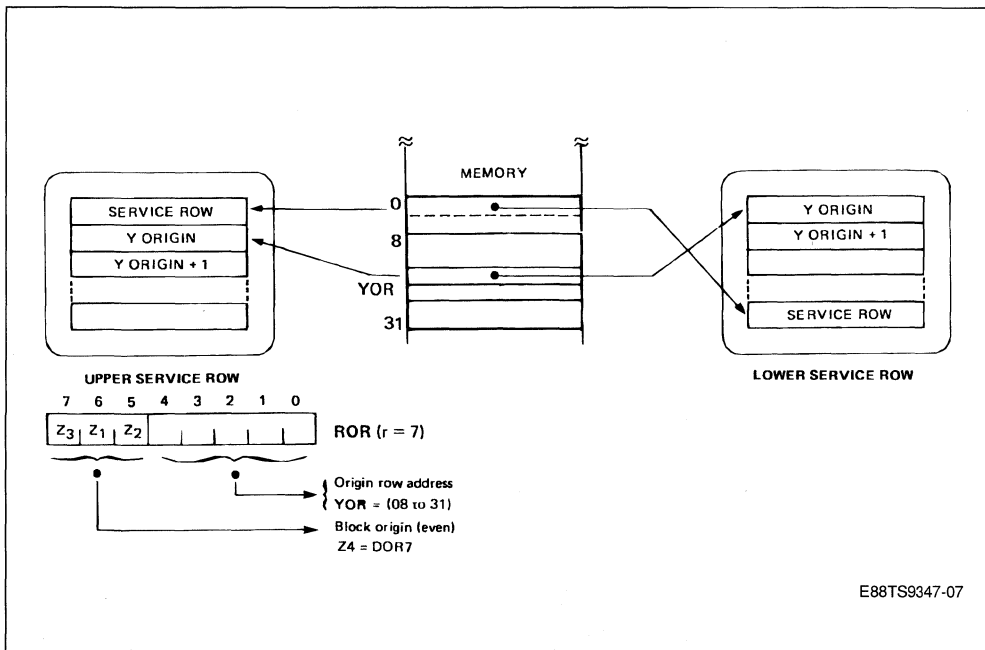 MEMORY
SERVICE ROW
Y ORIGIN
Y ORIGIN + 1
0
8
YOR
31
Y ORIGIN
Y ORIGIN + 1
SERVICE ROW
UPPER SERVICE ROW
LOWER SERVICE ROW
7 6 5 4 3 2 1 0
Z3 Z1 Z2
ROR (r = 7)
Origin row address
YOR = (08 to 31)
Block origin (even)
Z4 = DOR7
E88TS9347-07